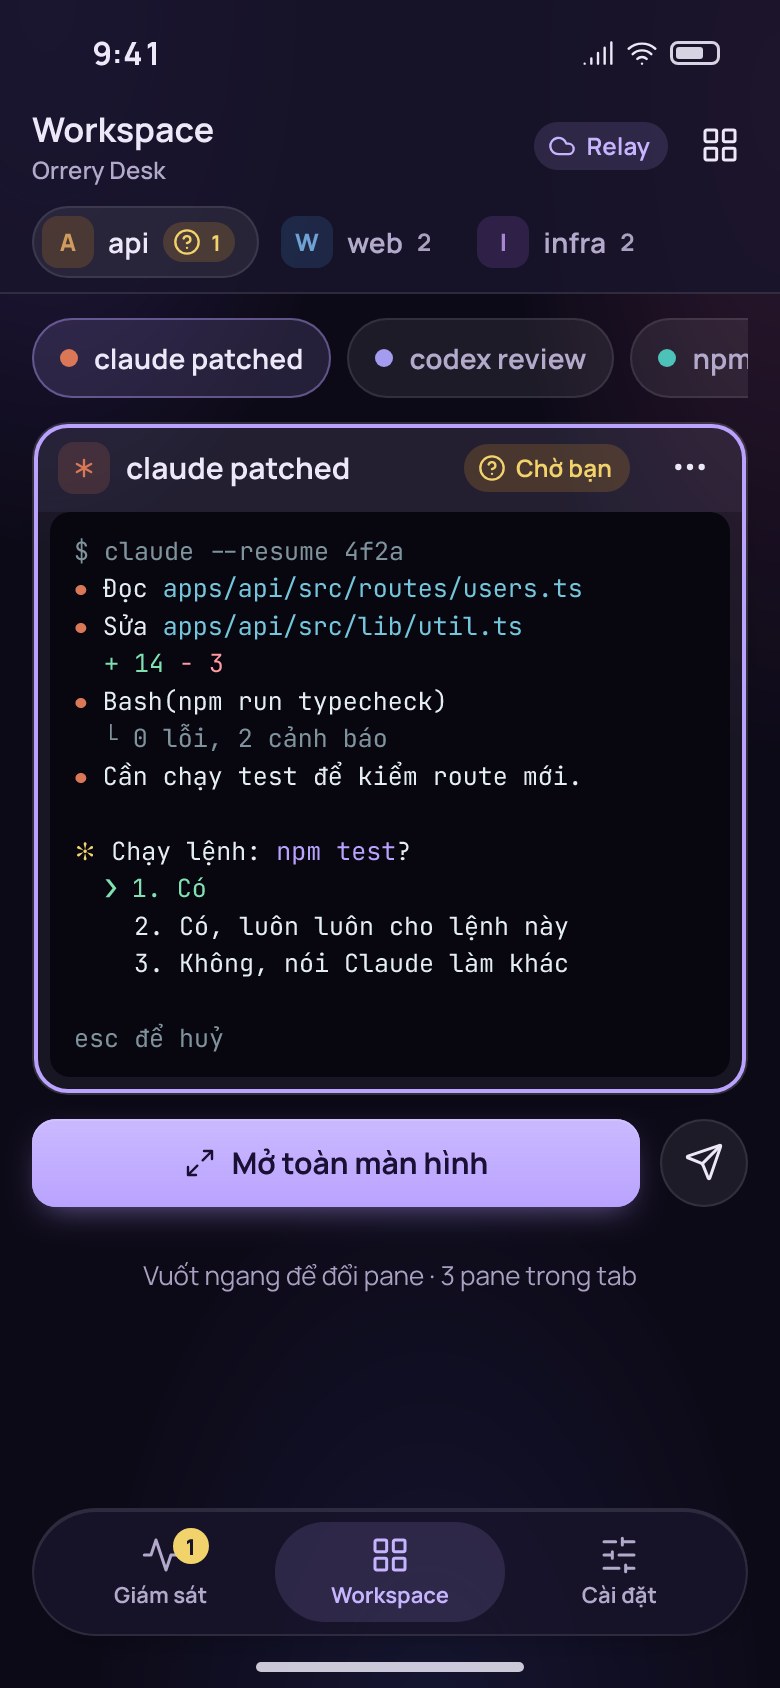 9:41
Workspace
Orrery Desk
Relay
A api 1
W web 2
I infra 2
claude patched
codex review
npm
claude patched
Chờ bạn
$ claude --resume 4f2a
● Đọc apps/api/src/routes/users.ts
● Sửa apps/api/src/lib/util.ts
+ 14 - 3
● Bash(npm run typecheck)
└ 0 lỗi, 2 cảnh báo
● Cần chạy test để kiểm route mới.
✻ Chạy lệnh: npm test?
❯ 1. Có
2. Có, luôn luôn cho lệnh này
3. Không, nói Claude làm khác
esc để huỷ
Mở toàn màn hình
Vuốt ngang để đổi pane · 3 pane trong tab
1
Giám sát
Workspace
Cài đặt